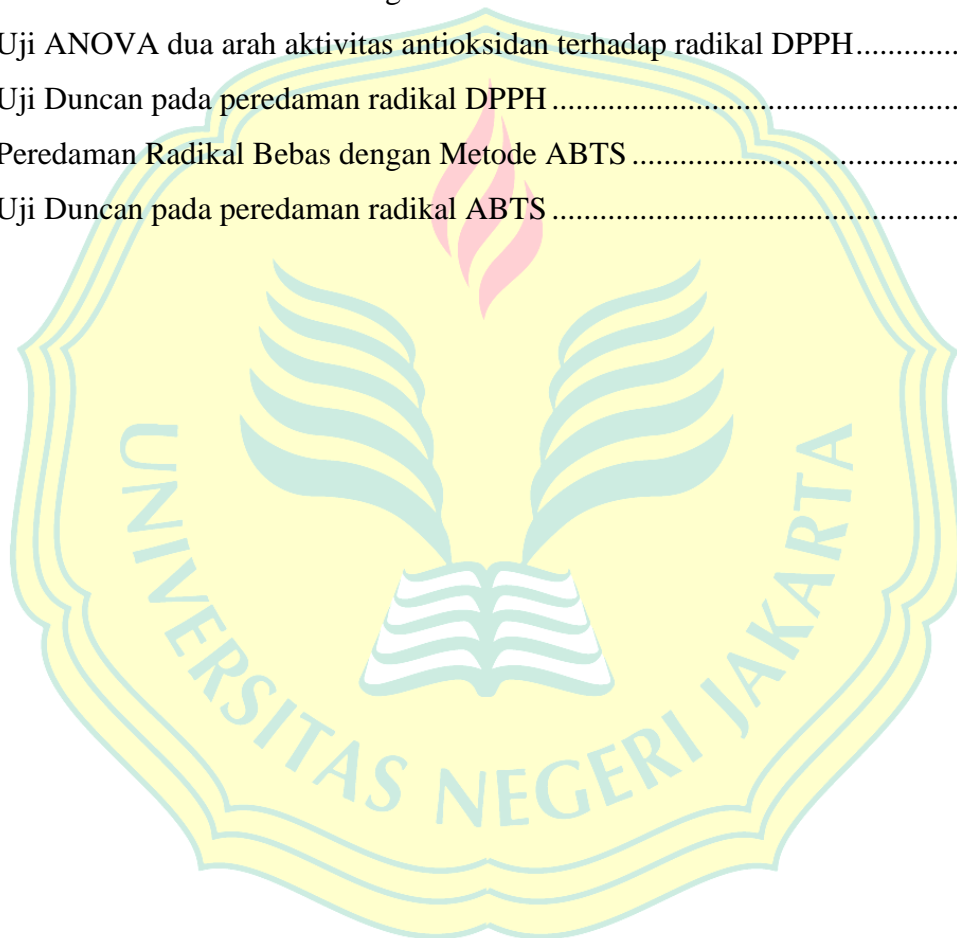 Uji ANOVA dua arah aktivitas antioksidan terhadap radikal DPPH.............
Uji Duncan pada peredaman radikal DPPH...................................................
Peredaman Radikal Bebas dengan Metode ABTS.........................................
Uji Duncan pada peredaman radikal ABTS...................................................
UNIVERSITAS NEGERI JAKARTA